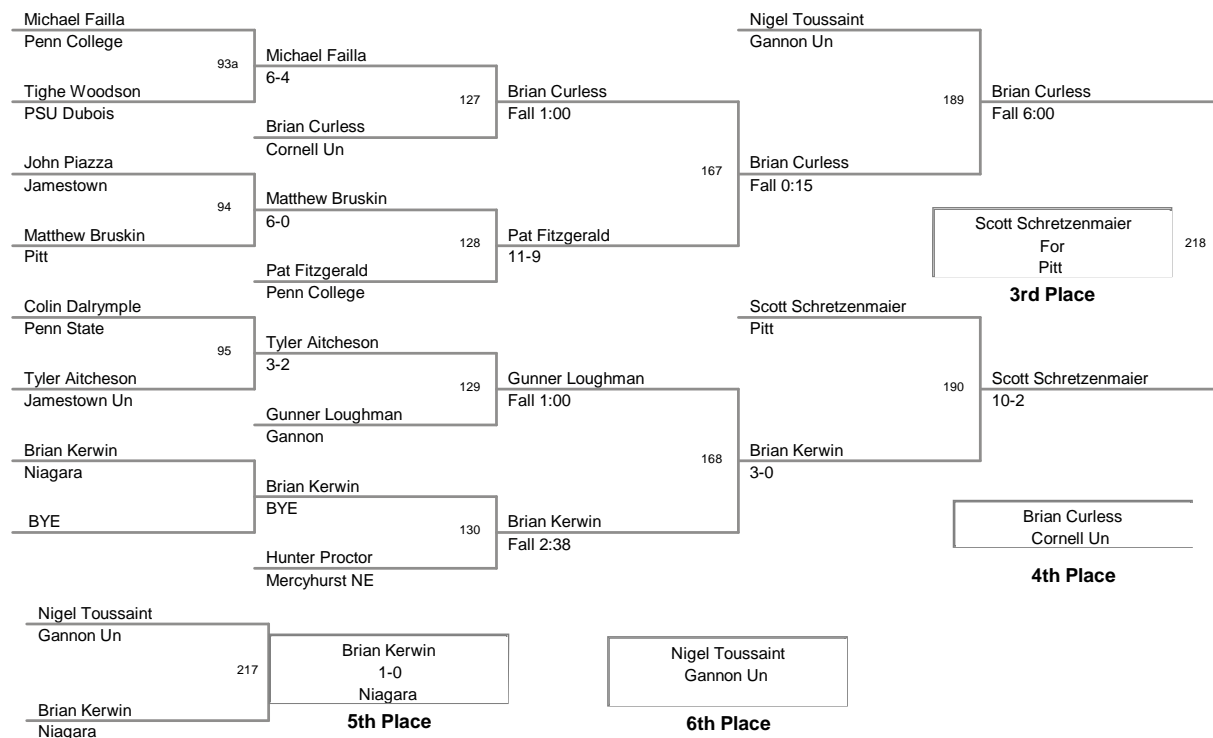 Michael Failla
Penn College
93a
Tighe Woodson
PSU Dubois
John Piazza
Jamestown
94
Matthew Bruskin
Pitt
Colin Dalrymple
Penn State
95
Tyler Aitcheson
Jamestown Un
Brian Kerwin
Niagara
BYE
Michael Failla
6-4
127
Brian Curless
Cornell Un
Matthew Bruskin
6-0
128
Pat Fitzgerald
Penn College
Tyler Aitcheson
3-2
129
Gunner Loughman
Gannon
Brian Kerwin
BYE
130
Hunter Proctor
Mercyhurst NE
Brian Curless
Fall 1:00
167
Pat Fitzgerald
11-9
Gunner Loughman
Fall 1:00
168
Brian Kerwin
Fall 2:38
Nigel Toussaint
Gannon Un
189
Brian Curless
Fall 0:15
Scott Schretzenmaier
Pitt
190
Brian Kerwin
3-0
Brian Curless
Fall 6:00
Scott Schretzenmaier
For
Pitt
218
3rd Place
Scott Schretzenmaier
10-2
Brian Curless
Cornell Un
4th Place
Nigel Toussaint
Gannon Un
217
Brian Kerwin
Niagara
Brian Kerwin
1-0
Niagara
5th Place
Nigel Toussaint
Gannon Un
6th Place